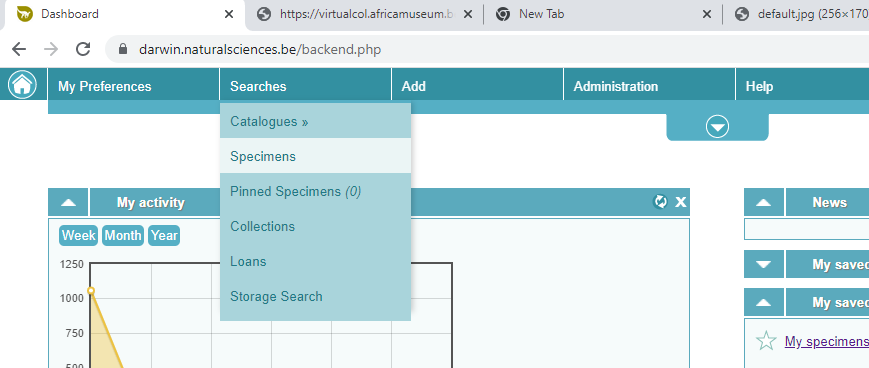 Dashboard
https://virtualcol.africamuseum.b
New Tab
default.jpg (256×170
darwin.naturalsciences.be/backend.php
My Preferences
Searches
Add
Administration
Help
Catalogues »
Specimens
Pinned Specimens (0)
Collections
Loans
Storage Search
My activity
Week Month Year
1250
1000
750
500
News
My saved
My saved
My specimens